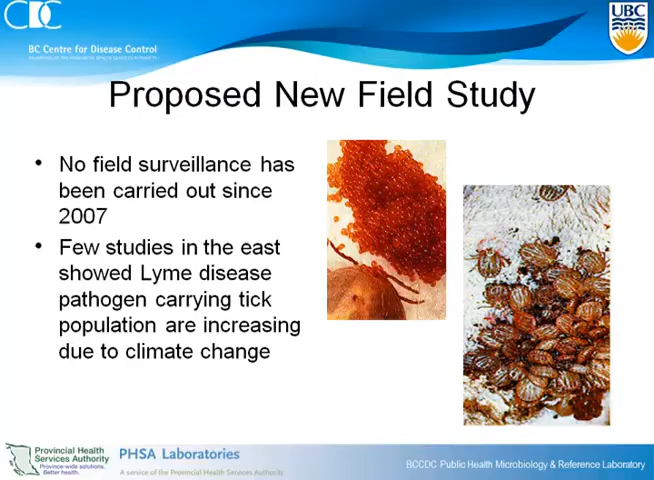 CDC
BC Centre for Disease Control
UBC
Proposed New Field Study
• No field surveillance has
been carried out since
2007
• Few studies in the east
showed Lyme disease
pathogen carrying tick
population are increasing
due to climate change
Provincial Health
Services Authority
Province-wide solutions.
Better health.
PHSA Laboratories
A service of the Provincial Health Services Authority
BCCDC Public Health Microbiology & Reference Laboratory